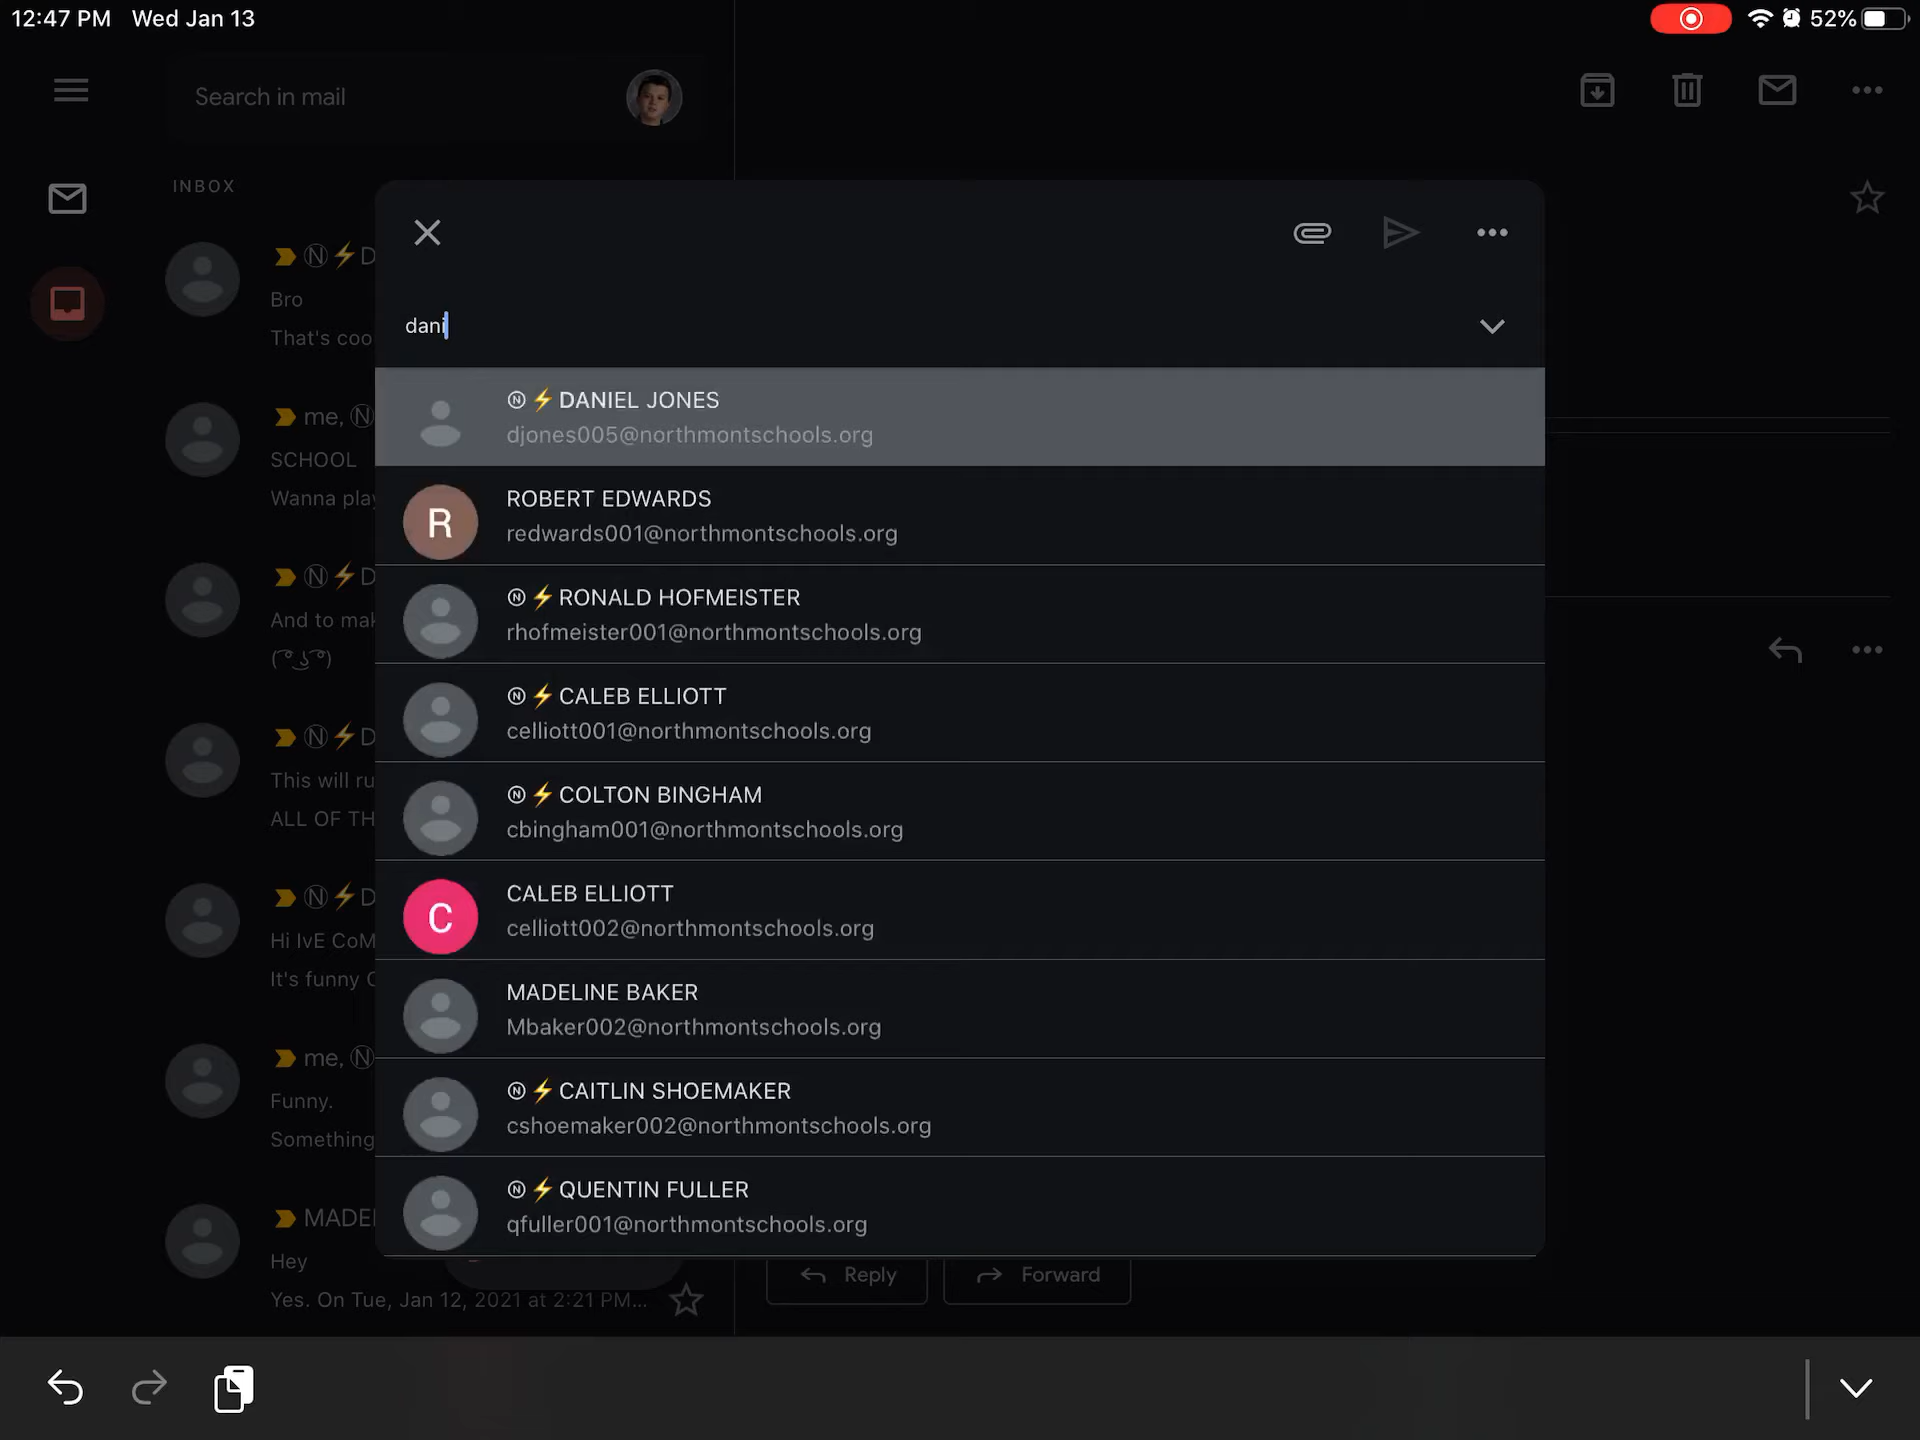 12:47 PM Wed Jan 13
52%
Search in mail
INBOX
Ⓝ⚡D
Bro
That's coo
me, Ⓝ
SCHOOL
Wanna play
Ⓝ⚡D
And to mak
( ͡° ͜ʖ ͡°)
Ⓝ⚡D
This will ru
ALL OF TH
Ⓝ⚡D
Hi IvE CoM
It's funny C
me, Ⓝ
Funny.
Something
MADEI
Hey
Yes. On Tue, Jan 12, 2021 at 2:21 PM...
dani
Ⓝ⚡DANIEL JONES
djones005@northmontschools.org
R
ROBERT EDWARDS
redwards001@northmontschools.org
Ⓝ⚡RONALD HOFMEISTER
rhofmeister001@northmontschools.org
Ⓝ⚡CALEB ELLIOTT
celliott001@northmontschools.org
Ⓝ⚡COLTON BINGHAM
cbingham001@northmontschools.org
C
CALEB ELLIOTT
celliott002@northmontschools.org
MADELINE BAKER
Mbaker002@northmontschools.org
Ⓝ⚡CAITLIN SHOEMAKER
cshoemaker002@northmontschools.org
Ⓝ⚡QUENTIN FULLER
qfuller001@northmontschools.org
Reply
Forward